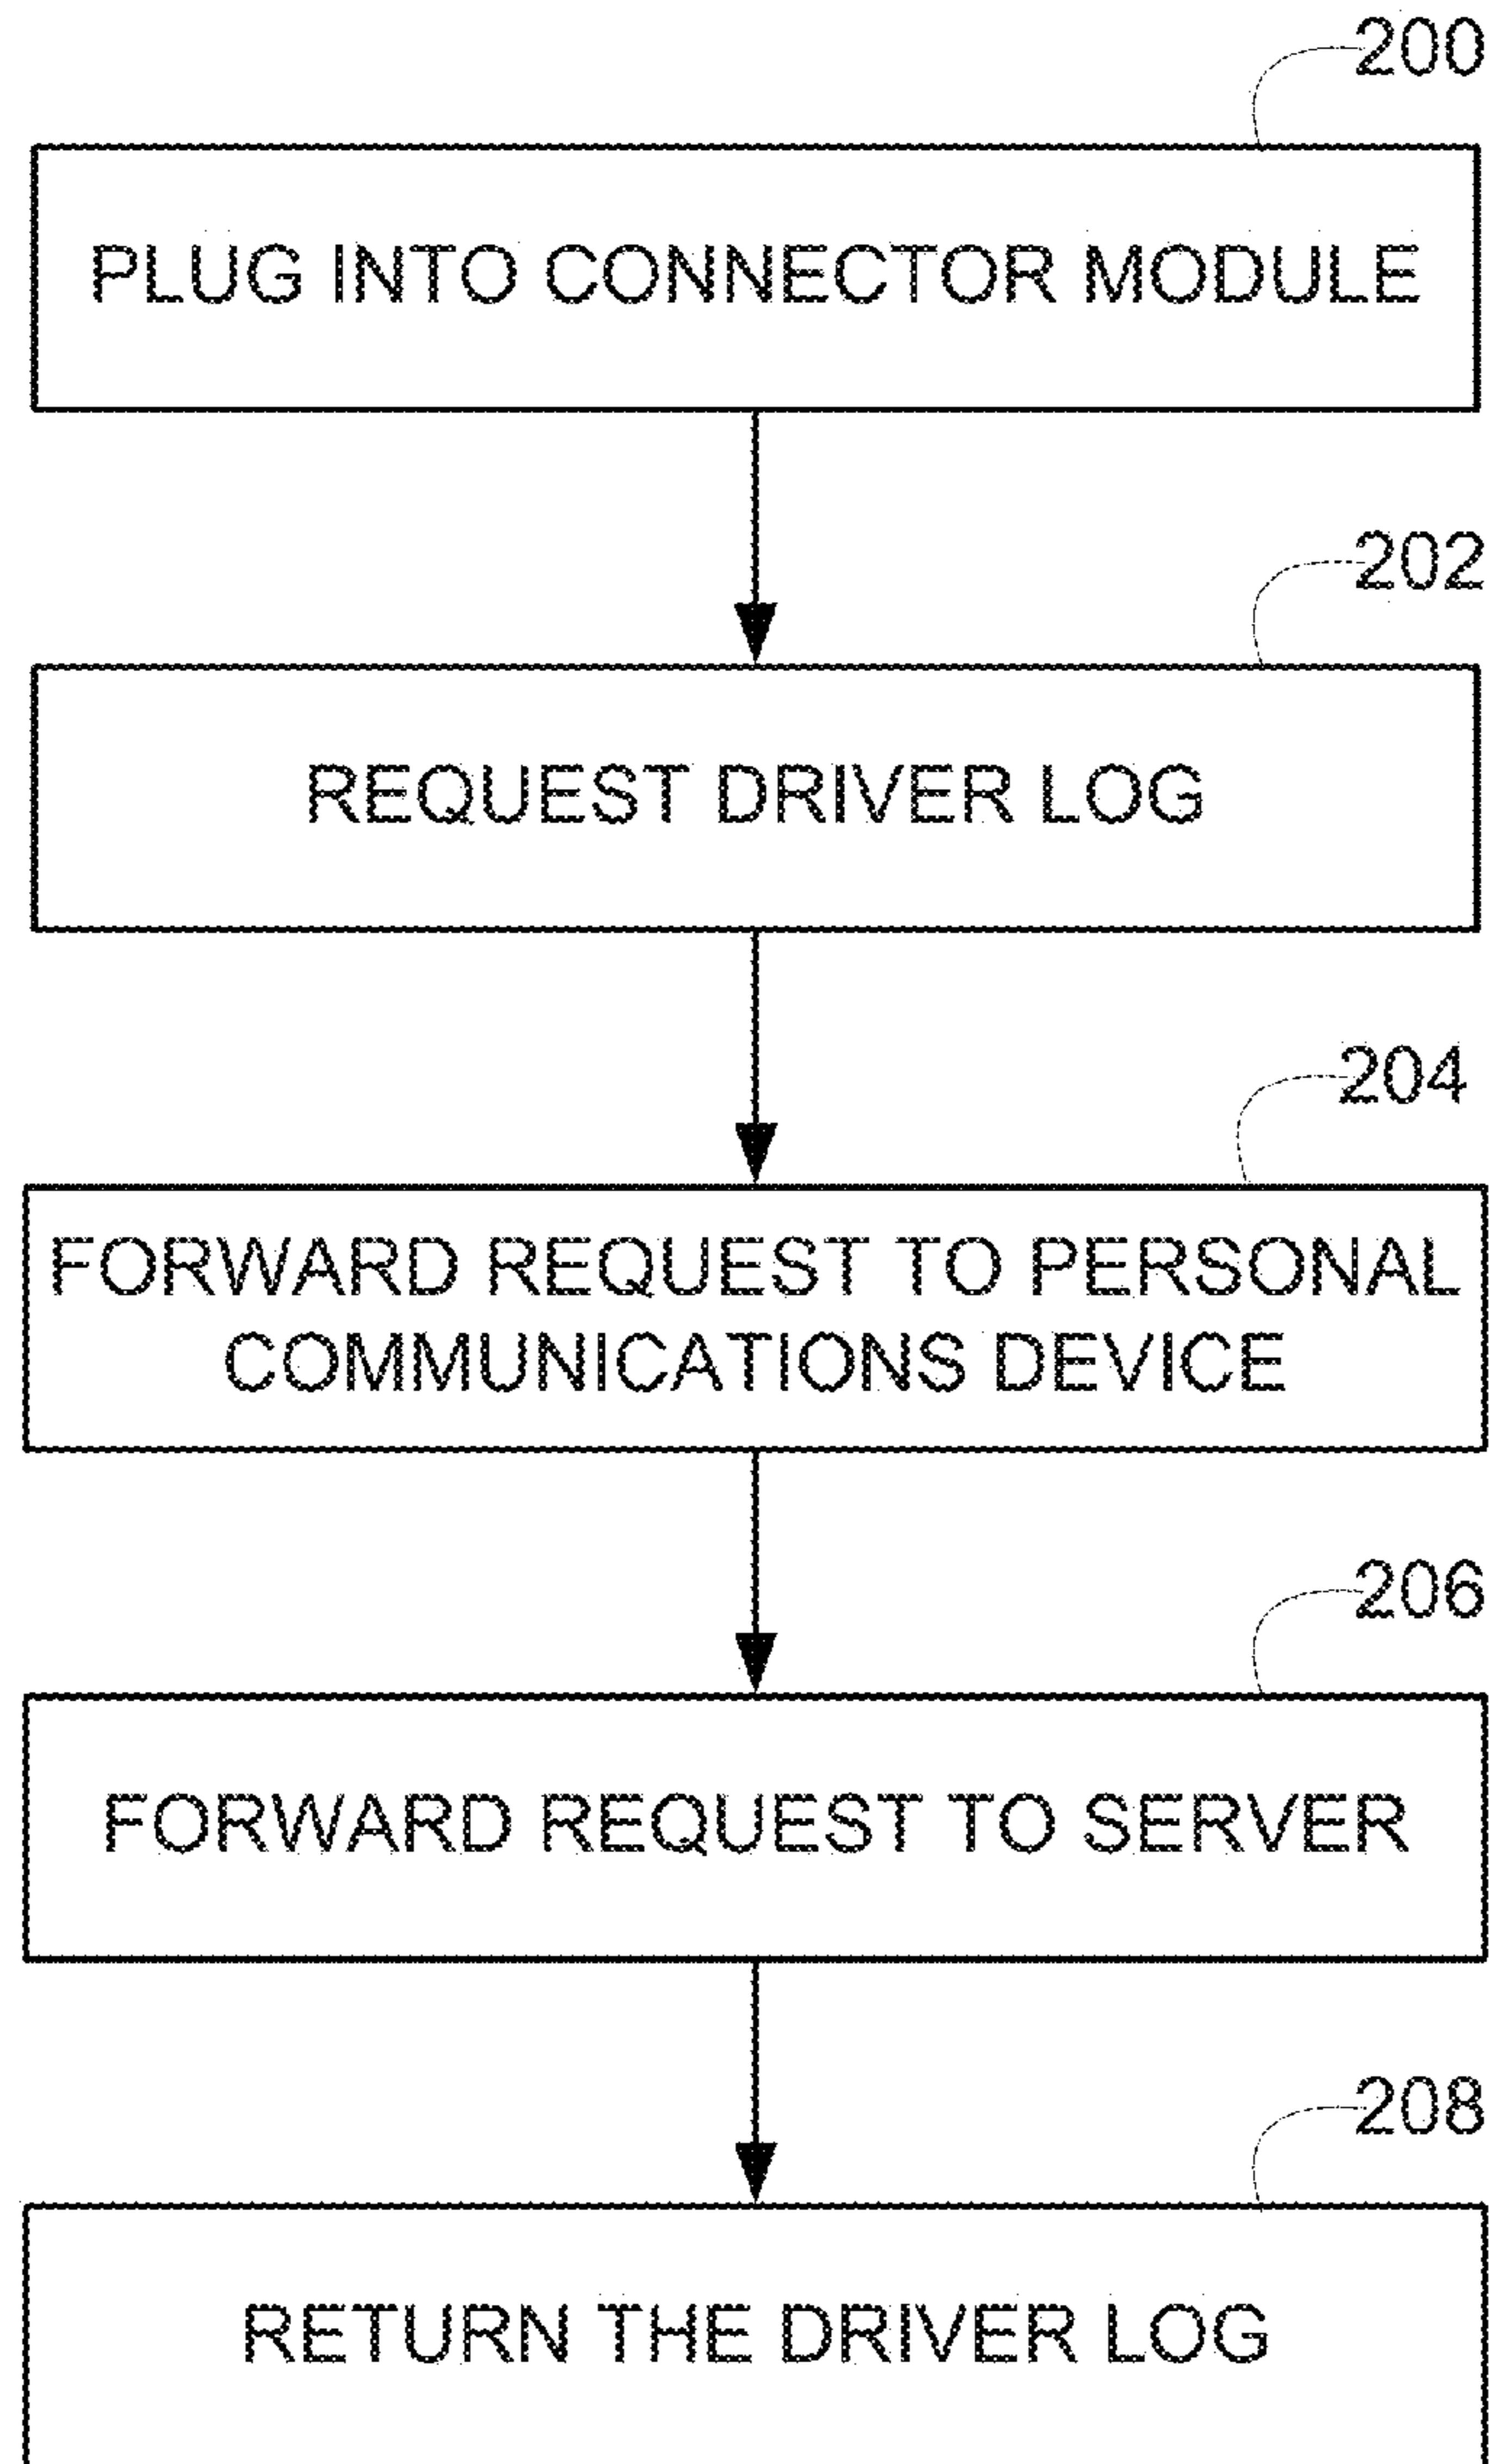 200
PLUG INTO CONNECTOR MODULE
202
REQUEST DRIVER LOG
204
FORWARD REQUEST TO PERSONAL
COMMUNICATIONS DEVICE
206
FORWARD REQUEST TO SERVER
208
RETURN THE DRIVER LOG